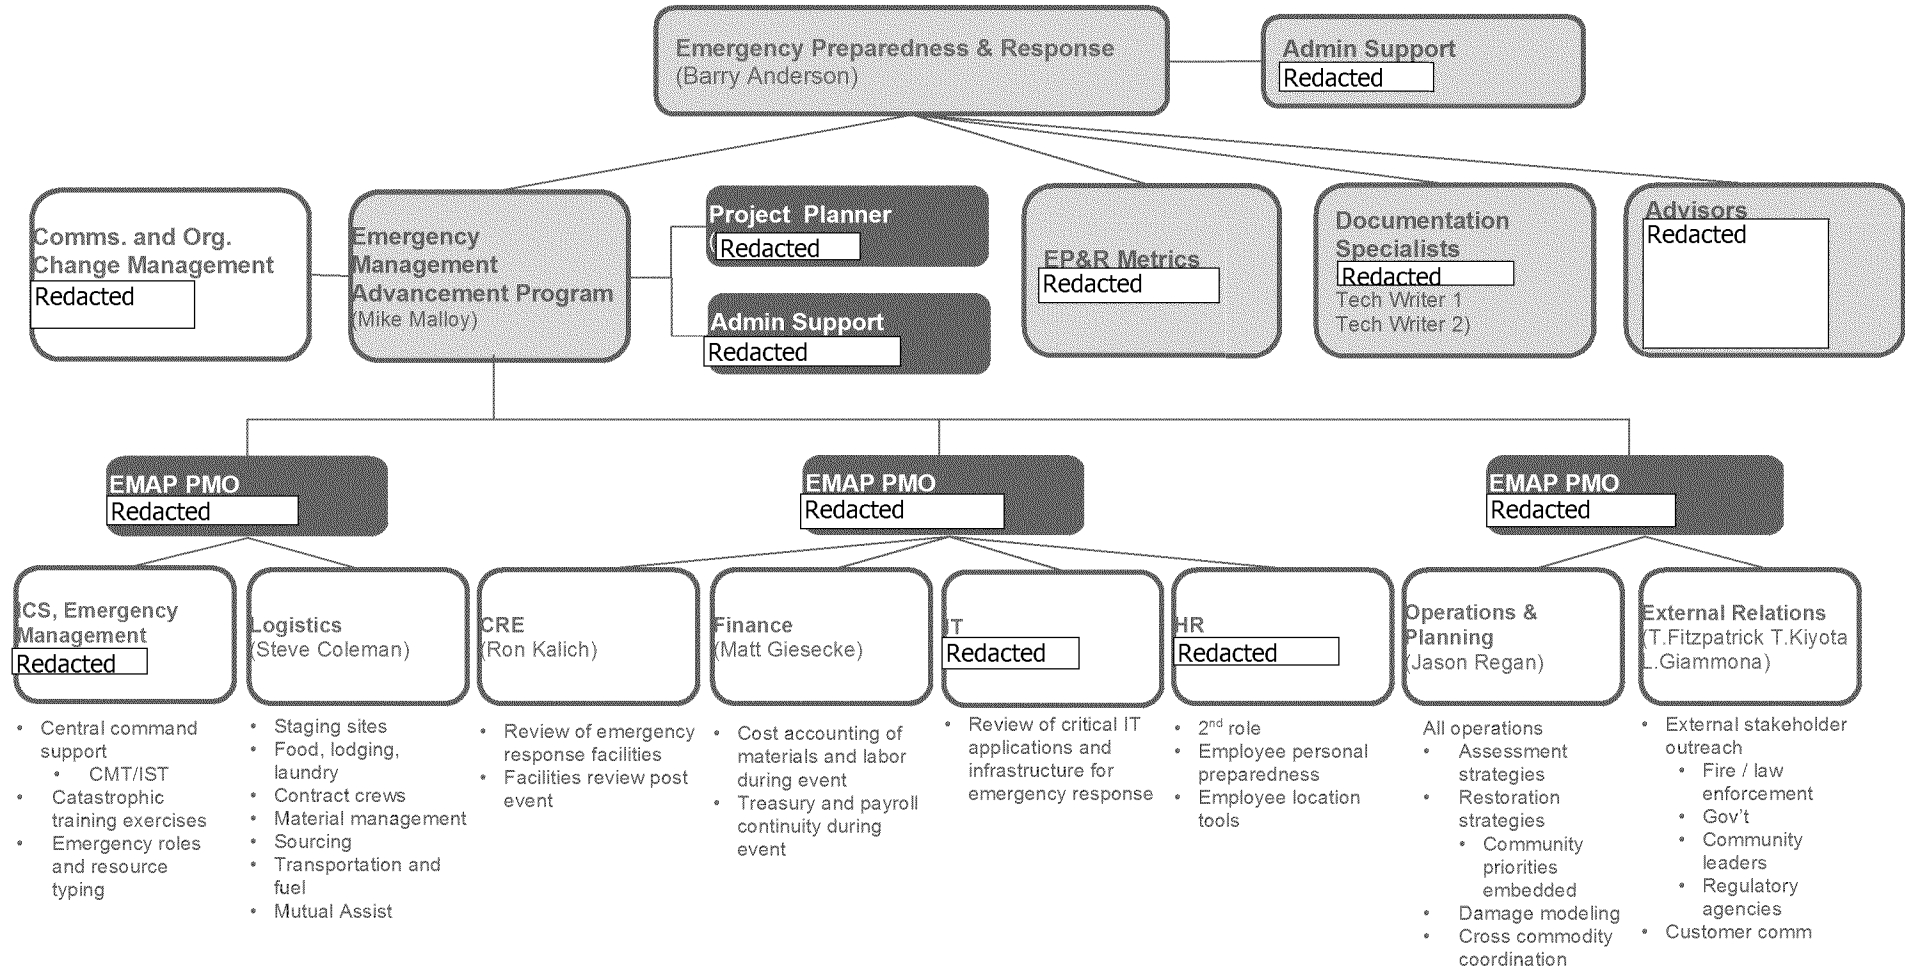 Emergency Preparedness & Response
(Barry Anderson)
Admin Support
Redacted
Comms. and Org.
Change Management
Redacted
Emergency
Management
Advancement Program
(Mike Malloy)
Project Planner
( Redacted
Admin Support
Redacted
EP&R Metrics
Redacted
Documentation
Specialists
Redacted
Tech Writer 1
Tech Writer 2)
Advisors
Redacted
EMAP PMO
Redacted
EMAP PMO
Redacted
EMAP PMO
Redacted
ICS, Emergency
Management
Redacted
Logistics
(Steve Coleman)
CRE
(Ron Kalich)
Finance
(Matt Giesecke)
IT
Redacted
HR
Redacted
Operations &
Planning
(Jason Regan)
External Relations
(T.Fitzpatrick T.Kiyota
L.Giammona)
• Central command
support
• CMT/IST
• Catastrophic
training exercises
• Emergency roles
and resource
typing
• Staging sites
• Food, lodging,
laundry
• Contract crews
• Material management
• Sourcing
• Transportation and
fuel
• Mutual Assist
• Review of emergency
response facilities
• Facilities review post
event
• Cost accounting of
materials and labor
during event
• Treasury and payroll
continuity during
event
• Review of critical IT
applications and
infrastructure for
emergency response
• 2nd role
• Employee personal
preparedness
• Employee location
tools
All operations
• Assessment
strategies
• Restoration
strategies
• Community
priorities
embedded
• Damage modeling
• Cross commodity
coordination
• External stakeholder
outreach
• Fire / law
enforcement
• Gov't
• Community
leaders
• Regulatory
agencies
• Customer comm